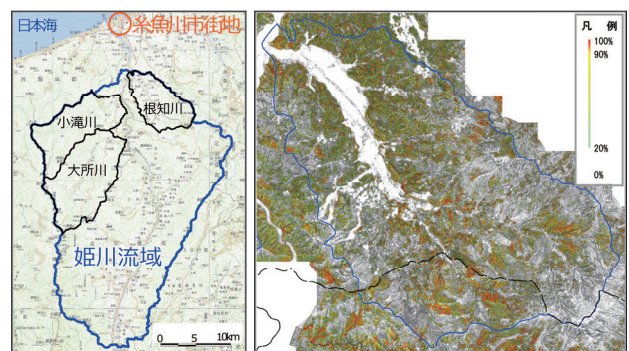 日本海
糸魚川市街地
根知川
小滝川
大所川
姫川流域
0 5 10km
凡 例
100%
90%
20%
0%